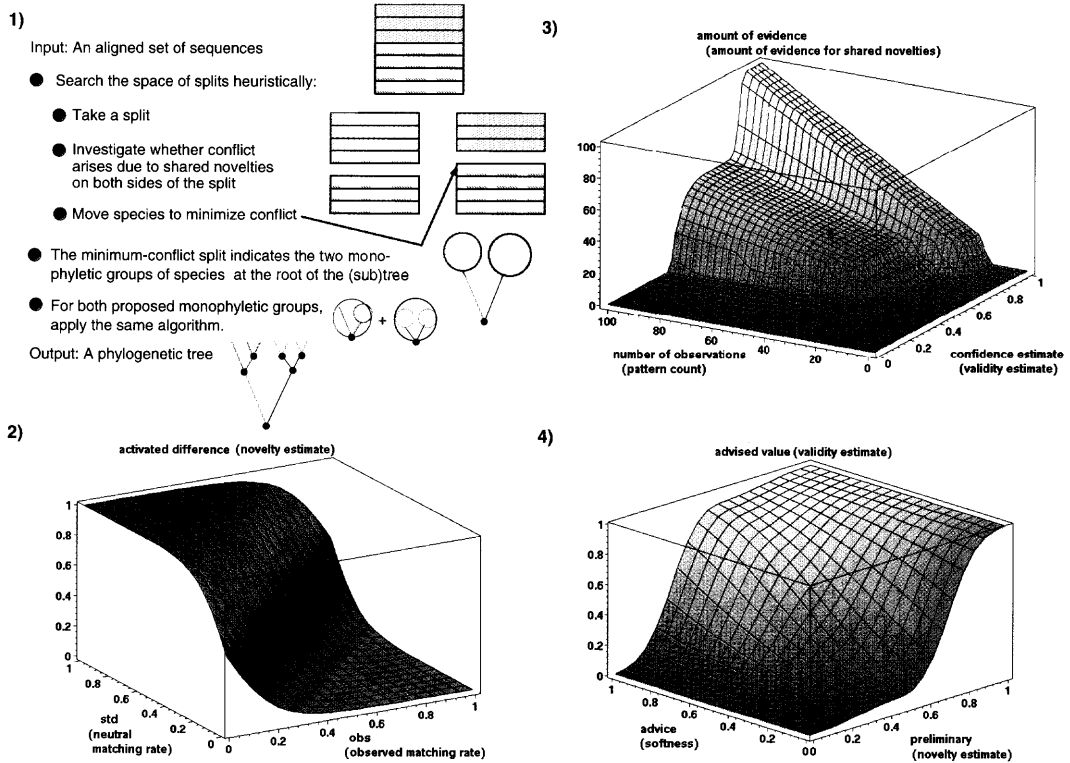 1)
Input: An aligned set of sequences
Search the space of splits heuristically:
Take a split
Investigate whether conflict
arises due to shared novelties
on both sides of the split
Move species to minimize conflict
The minimum-conflict split indicates the two mono-
phyletic groups of species at the root of the (sub)tree
For both proposed monophyletic groups,
apply the same algorithm.
+
Output: A phylogenetic tree
3)
amount of evidence
(amount of evidence for shared novelties)
100
80
60
40
20
0
100
80
60
40
20
0
number of observations
(pattern count)
0
0.2
0.4
0.6
0.8
1
confidence estimate
(validity estimate)
2)
activated difference (novelty estimate)
1
0.8
0.6
0.4
0.2
0
1
0.8
0.6
0.4
0.2
0
std
(neutral
matching rate)
0
0.2
0.4
0.6
0.8
1
obs
(observed matching rate)
4)
advised value (validity estimate)
1
0.8
0.6
0.4
0.2
0
1
0.8
0.6
0.4
0.2
0
advice
(softness)
0
0.2
0.4
0.6
0.8
1
preliminary
(novelty estimate)